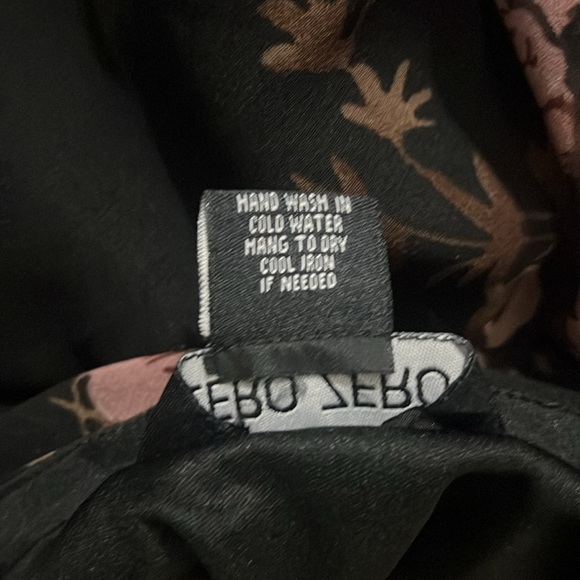 HAND WASH IN
COLD WATER
HANG TO DRY
COOL IRON
IF NEEDED
ZERO ZERO